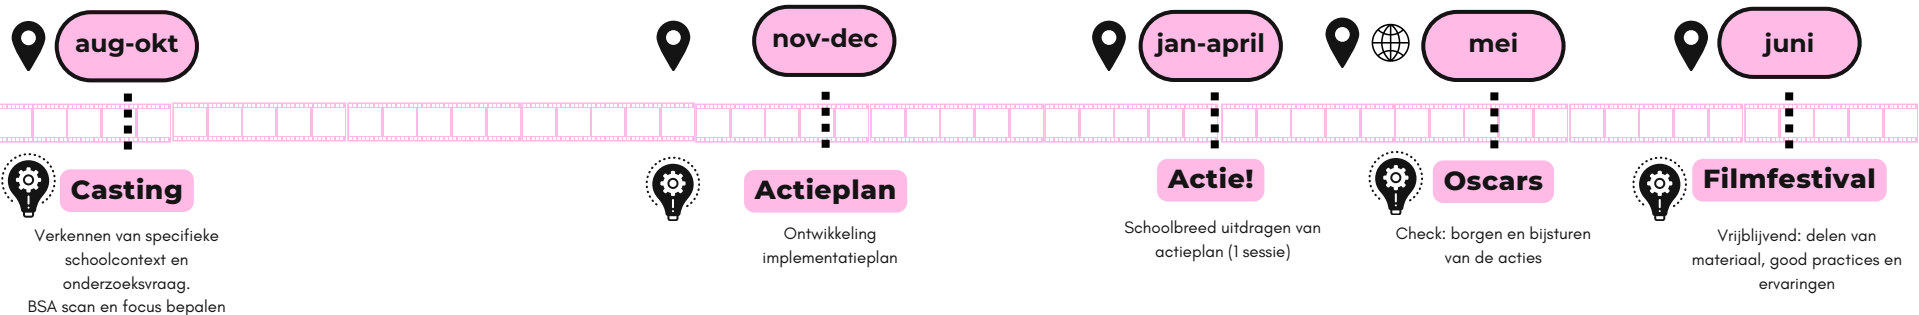 aug-okt
nov-dec
jan-april
mei
juni
Casting
Verkennen van specifieke
schoolcontext en
onderzoeksvraag.
BSA scan en focus bepalen
Actieplan
Ontwikkeling
implementatieplan
Actie!
Schoolbreed uitdragen van
actieplan (1 sessie)
Oscars
Check: borgen en bijsturen
van de acties
Filmfestival
Vrijblijvend: delen van
materiaal, good practices en
ervaringen